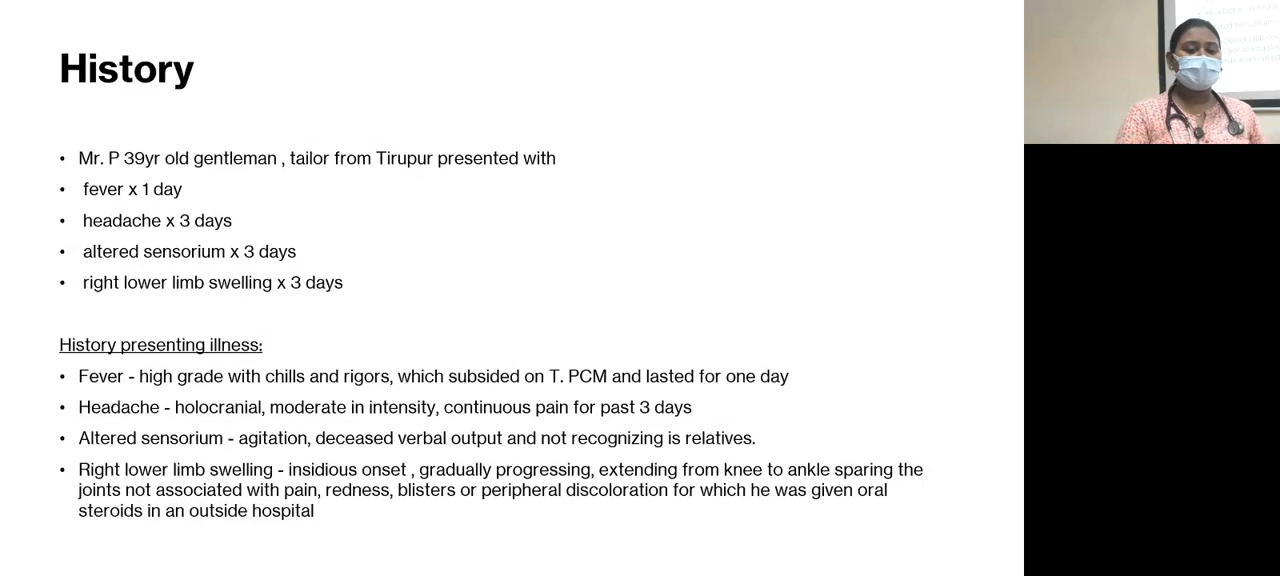 History
• Mr. P 39yr old gentleman , tailor from Tirupur presented with
• fever x 1 day
• headache x 3 days
• altered sensorium x 3 days
• right lower limb swelling x 3 days
History presenting illness:
• Fever - high grade with chills and rigors, which subsided on T. PCM and lasted for one day
• Headache - holocranial, moderate in intensity, continuous pain for past 3 days
• Altered sensorium - agitation, deceased verbal output and not recognizing is relatives.
• Right lower limb swelling - insidious onset , gradually progressing, extending from knee to ankle sparing the
joints not associated with pain, redness, blisters or peripheral discoloration for which he was given oral
steroids in an outside hospital